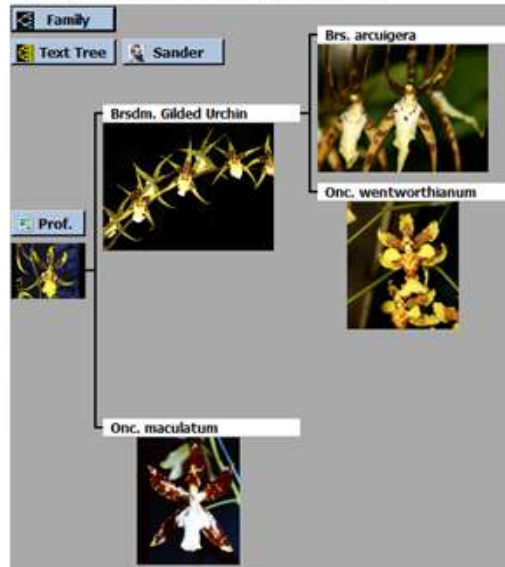 Family
Text Tree
Sander
Brs. arcuigera
Brsdm. Gilded Urchin
Onc. wentworthianum
Prof.
Onc. maculatum